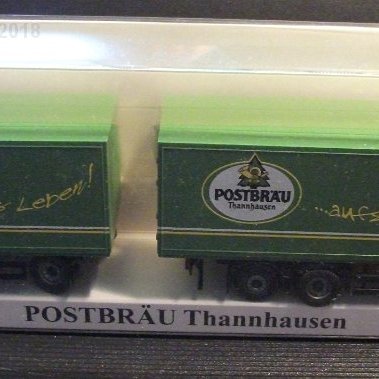 2018
s Leben!
POSTBRÄU
Thannhausen
...aufs
POSTBRÄU Thannhausen